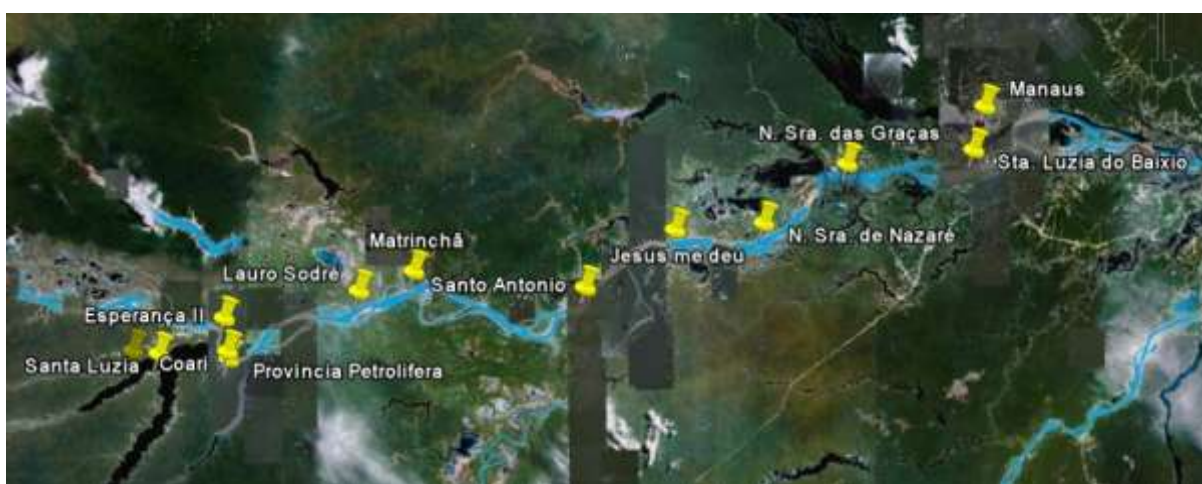 Manaus
N. Sra. das Graças
Sta. Luzia do Baixio
N. Sra. de Nazaré
Matrinchã
Jesus me deu
Lauro Sodré
Santo Antonio
Esperança II
Santa Luzia
Coari
Província Petrolifera